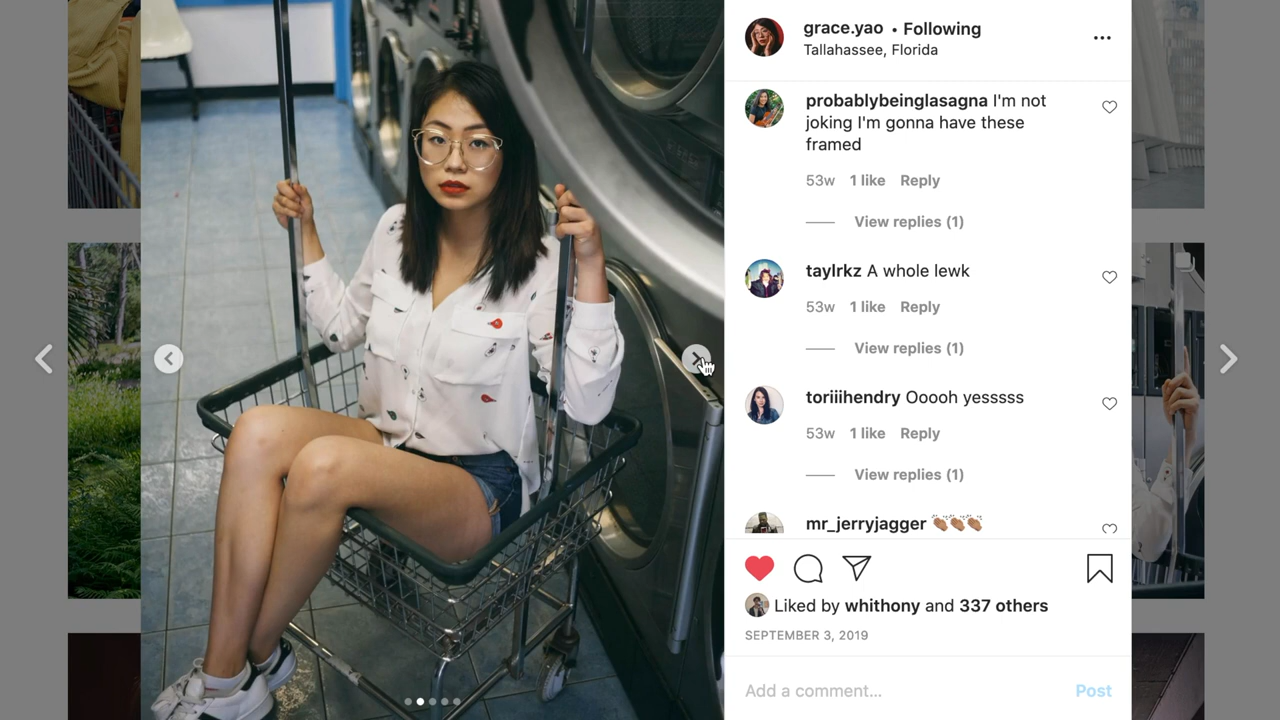 grace.yao • Following
Tallahassee, Florida
probablybeinglasagna I'm not
joking I'm gonna have these
framed
53w 1 like Reply
View replies (1)
taylrkz A whole lewk
53w 1 like Reply
View replies (1)
toriiihendry Ooooh yesssss
53w 1 like Reply
View replies (1)
mr_jerryjagger 👏🏽👏🏽👏🏽
Liked by whithony and 337 others
SEPTEMBER 3, 2019
Add a comment...
Post